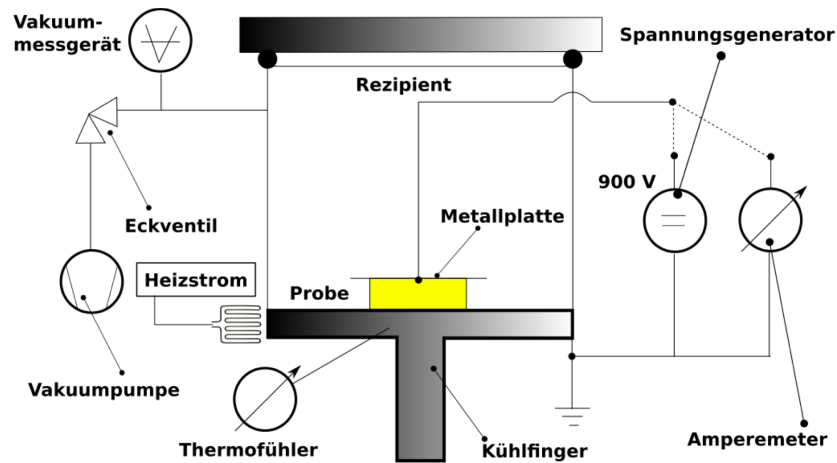 Vakuum-
messgerät
Spannungsgenerator
Rezipient
900 V
Eckventil
Metallplatte
Heizstrom
Probe
Vakuumpumpe
Thermofühler
Kühlfinger
Amperemeter